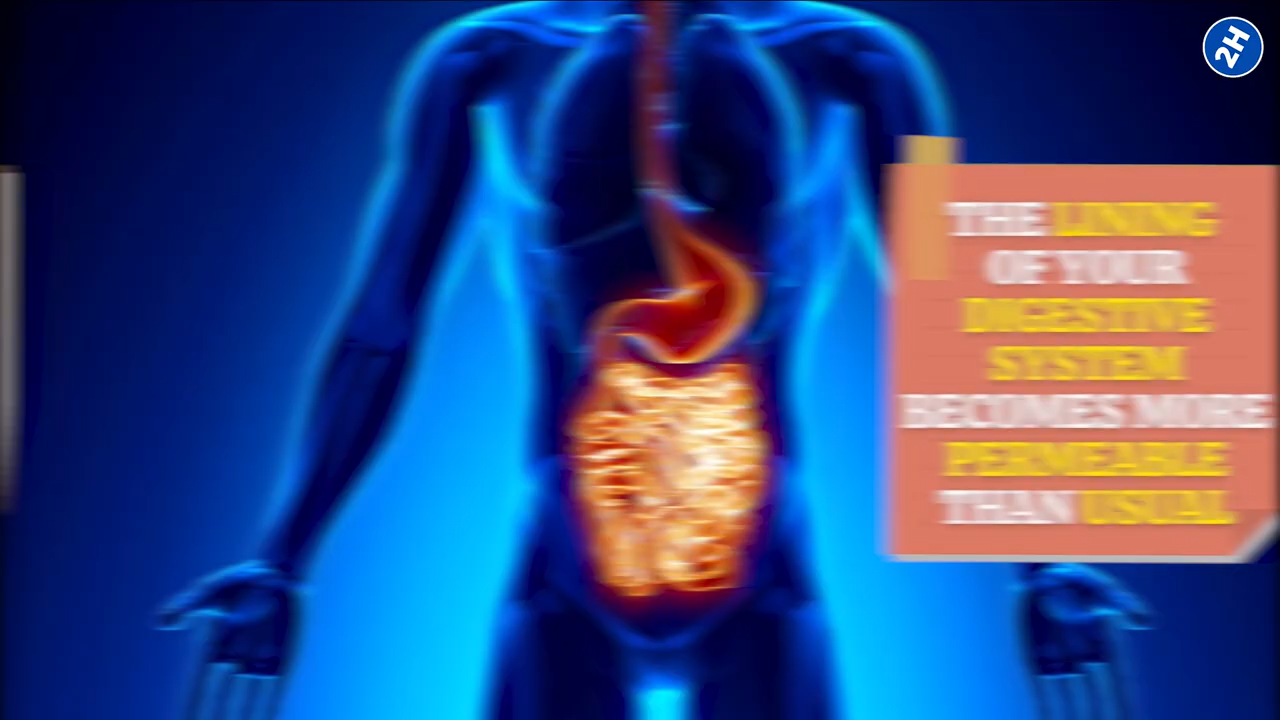 2H
THE LINING
OF YOUR
DIGESTIVE
SYSTEM
BECOMES MORE
PERMEABLE
THAN USUAL